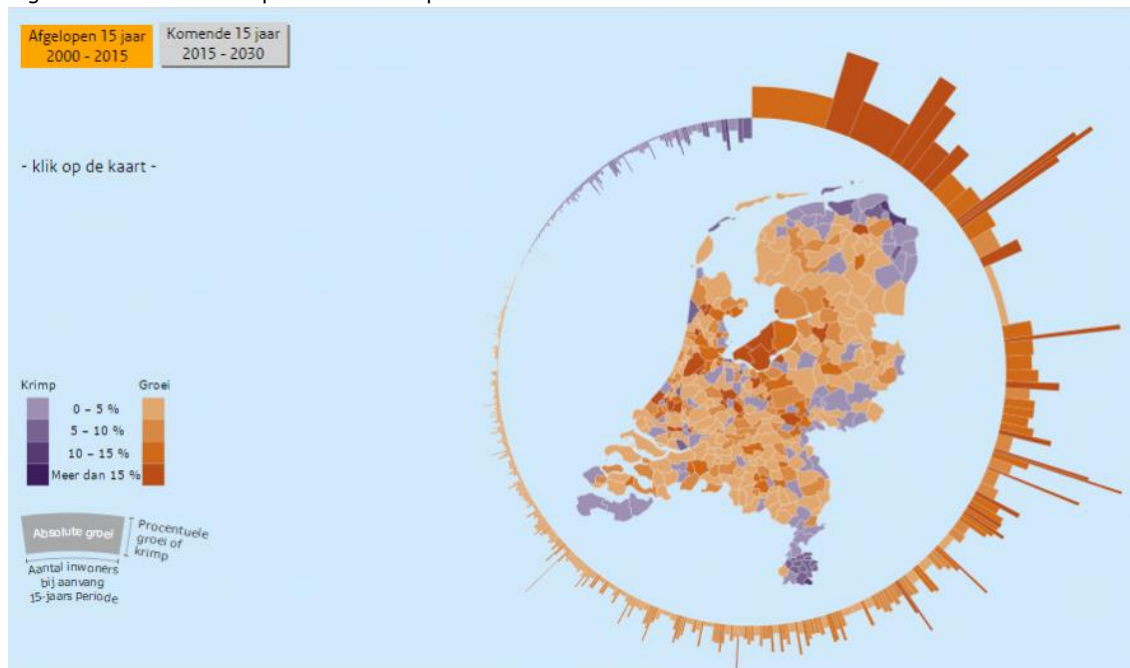 Afgelopen 15 jaar
2000 - 2015
Komende 15 jaar
2015 - 2030
- klik op de kaart -
Krimp
Groei
0 – 5 %
5 – 10 %
10 – 15 %
Meer dan 15 %
Absolute groei
Procentuele
groei of
krimp
Aantal inwoners
bij aanvang
15-jaars Periode